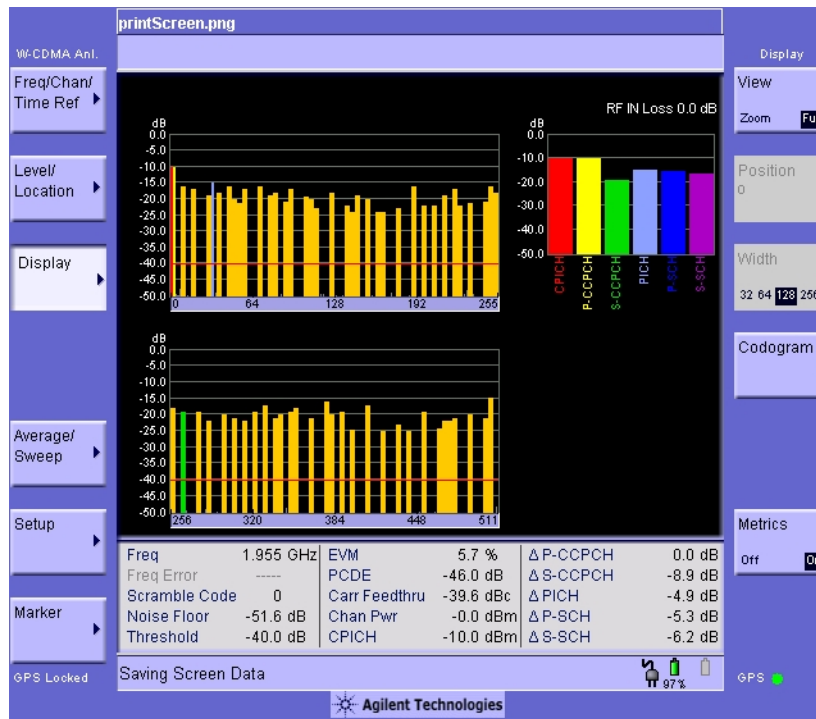 printScreen.png
W-CDMA Anl.
Freq/Chan/
Time Ref
Level/
Location
Display
Average/
Sweep
Setup
Marker
GPS Locked
dB
0.0
-5.0
-10.0
-15.0
-20.0
-25.0
-30.0
-35.0
-40.0
-45.0
-50.0
0 64 128 192 255
RF IN Loss 0.0 dB
dB
0.0
-10.0
-20.0
-30.0
-40.0
-50.0
CPICH
P-CCPCH
S-CCPCH
PICH
P-SCH
S-SCH
dB
0.0
-5.0
-10.0
-15.0
-20.0
-25.0
-30.0
-35.0
-40.0
-45.0
-50.0
256 320 384 448 511
Freq 1.955 GHz
Freq Error -----
Scramble Code 0
Noise Floor -51.6 dB
Threshold -40.0 dB
EVM 5.7 %
PCDE -46.0 dB
Carr Feedthru -39.6 dBc
Chan Pwr -0.0 dBm
CPICH -10.0 dBm
Δ P-CCPCH 0.0 dB
Δ S-CCPCH -8.9 dB
Δ PICH -4.9 dB
Δ P-SCH -5.3 dB
Δ S-SCH -6.2 dB
Saving Screen Data
97%
Display
View
Zoom Fu
Position
0
Width
32 64 128 256
Codogram
Metrics
Off
GPS
Agilent Technologies